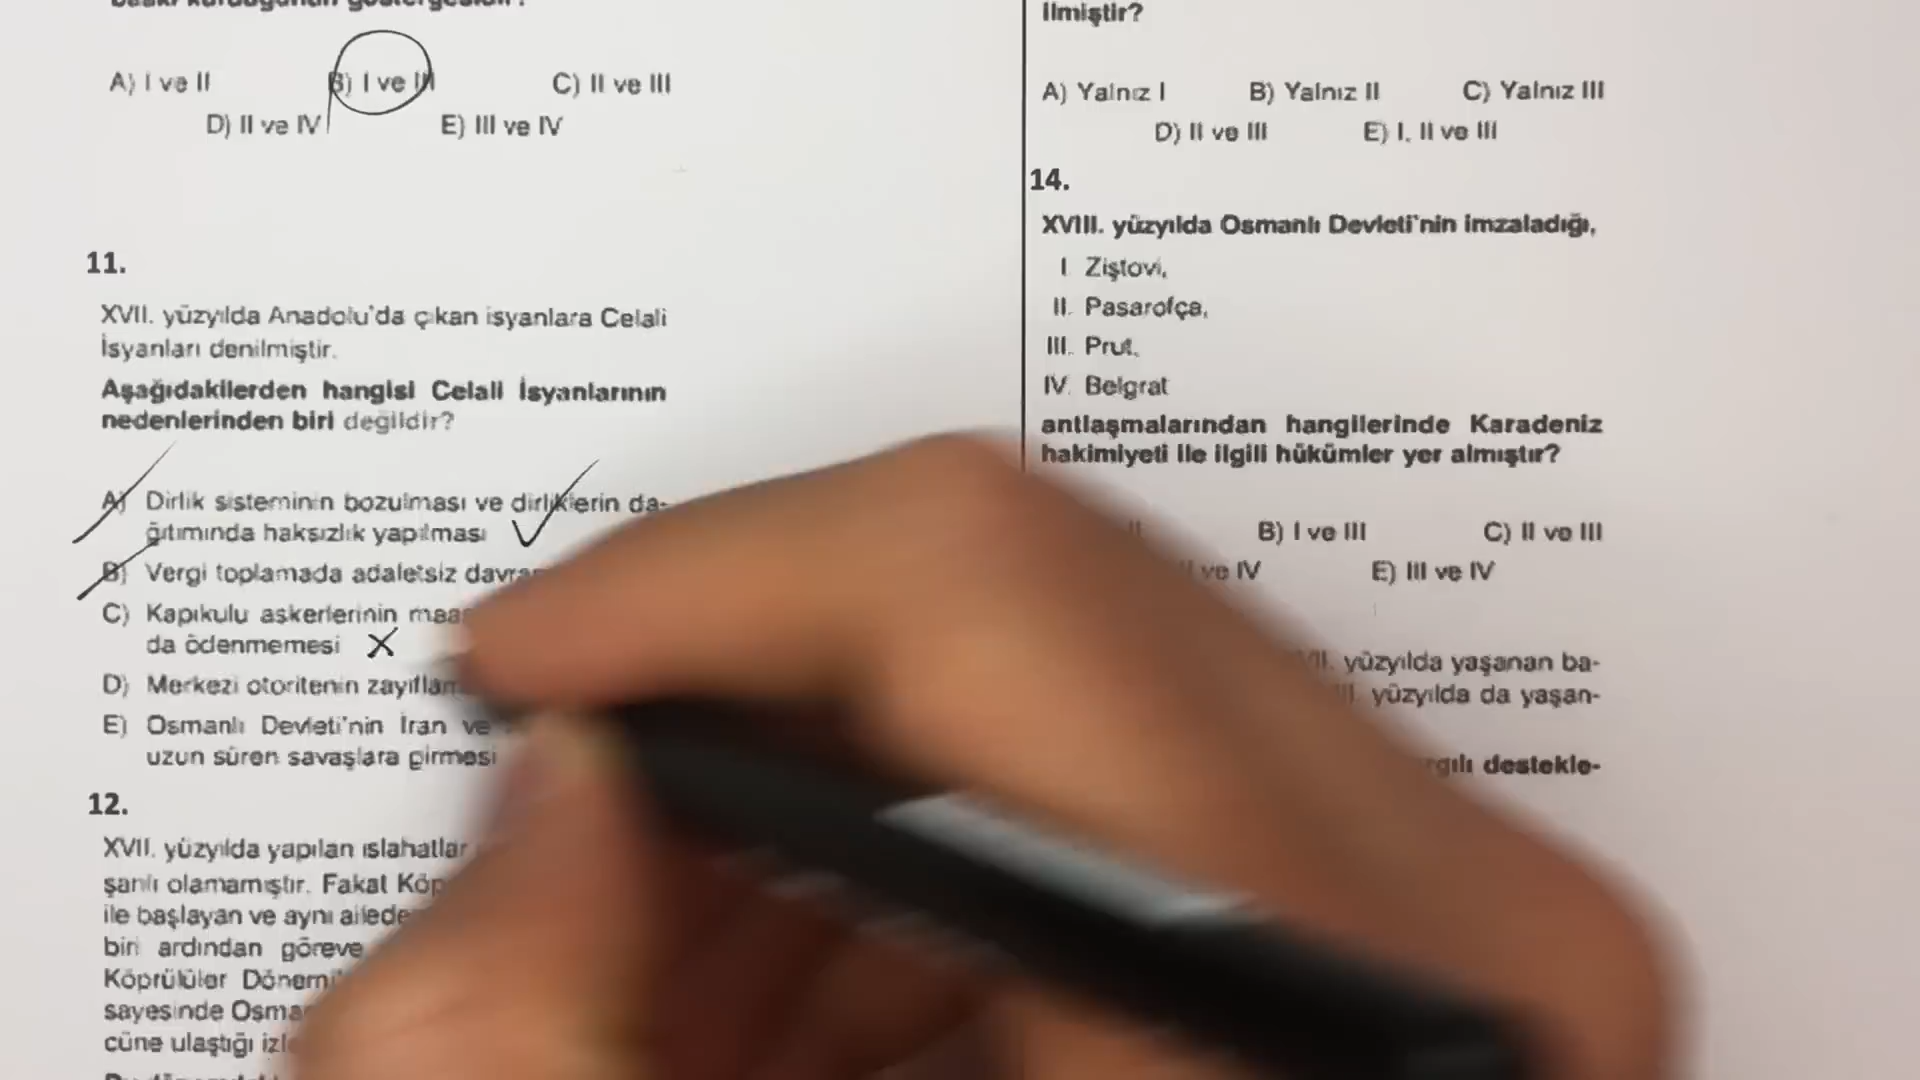 A) I ve II B) I ve III C) II ve III
D) II ve IV E) III ve IV
11.
XVII. yüzyılda Anadolu'da çıkan isyanlara Celali
İsyanları denilmiştir.
Aşağıdakilerden hangisi Celali İsyanlarının
nedenlerinden biri değildir?
A) Dirlik sisteminin bozulması ve dirliklerin da-
ğıtımında haksızlık yapılması
B) Vergi toplamada adaletsiz
C) Kapıkulu askerlerinin
da ödenmemesi
D) Merkezi otoritenin
E) Osmanlı Devleti'nin İran ve
uzun süren savaşlara girmesi
12.
XVII. yüzyılda yapılan ıslahatlar
şarılı olamamıştır. Fakat
ile başlayan ve aynı
biri ardından göreve
Köprülüler
sayesinde
cüne ulaştığı
ilmiştir?
A) Yalnız I B) Yalnız II C) Yalnız III
D) II ve III E) I, II ve III
14.
XVIII. yüzyılda Osmanlı Devleti'nin imzaladığı,
I Ziştovi,
II. Pasarofça,
III. Prut,
IV. Belgrat
antlaşmalarından hangilerinde Karadeniz
hakimiyeti ile ilgili hükümler yer almıştır?
B) I ve III C) II ve III
ve IV E) III ve IV
yüzyılda yaşanan ba-
yüzyılda da yaşan-
destekle-